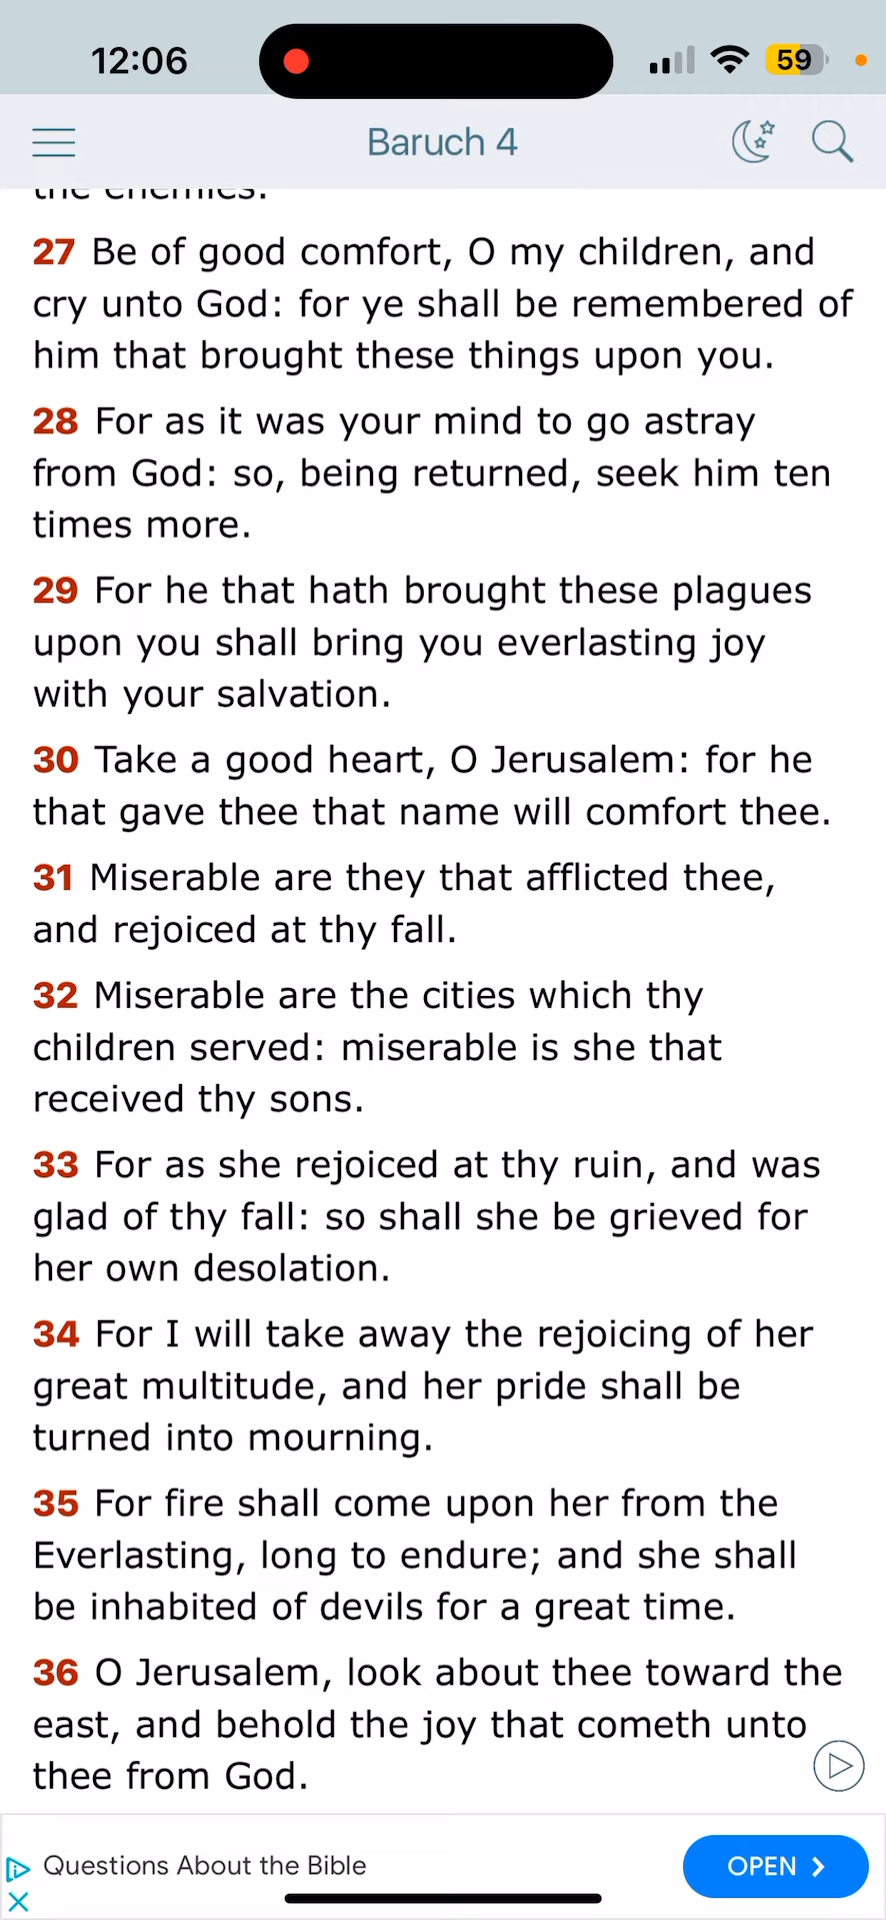 12:06
59
Baruch 4
the enemies.
27 Be of good comfort, O my children, and
cry unto God: for ye shall be remembered of
him that brought these things upon you.
28 For as it was your mind to go astray
from God: so, being returned, seek him ten
times more.
29 For he that hath brought these plagues
upon you shall bring you everlasting joy
with your salvation.
30 Take a good heart, O Jerusalem: for he
that gave thee that name will comfort thee.
31 Miserable are they that afflicted thee,
and rejoiced at thy fall.
32 Miserable are the cities which thy
children served: miserable is she that
received thy sons.
33 For as she rejoiced at thy ruin, and was
glad of thy fall: so shall she be grieved for
her own desolation.
34 For I will take away the rejoicing of her
great multitude, and her pride shall be
turned into mourning.
35 For fire shall come upon her from the
Everlasting, long to endure; and she shall
be inhabited of devils for a great time.
36 O Jerusalem, look about thee toward the
east, and behold the joy that cometh unto
thee from God.
Questions About the Bible
OPEN